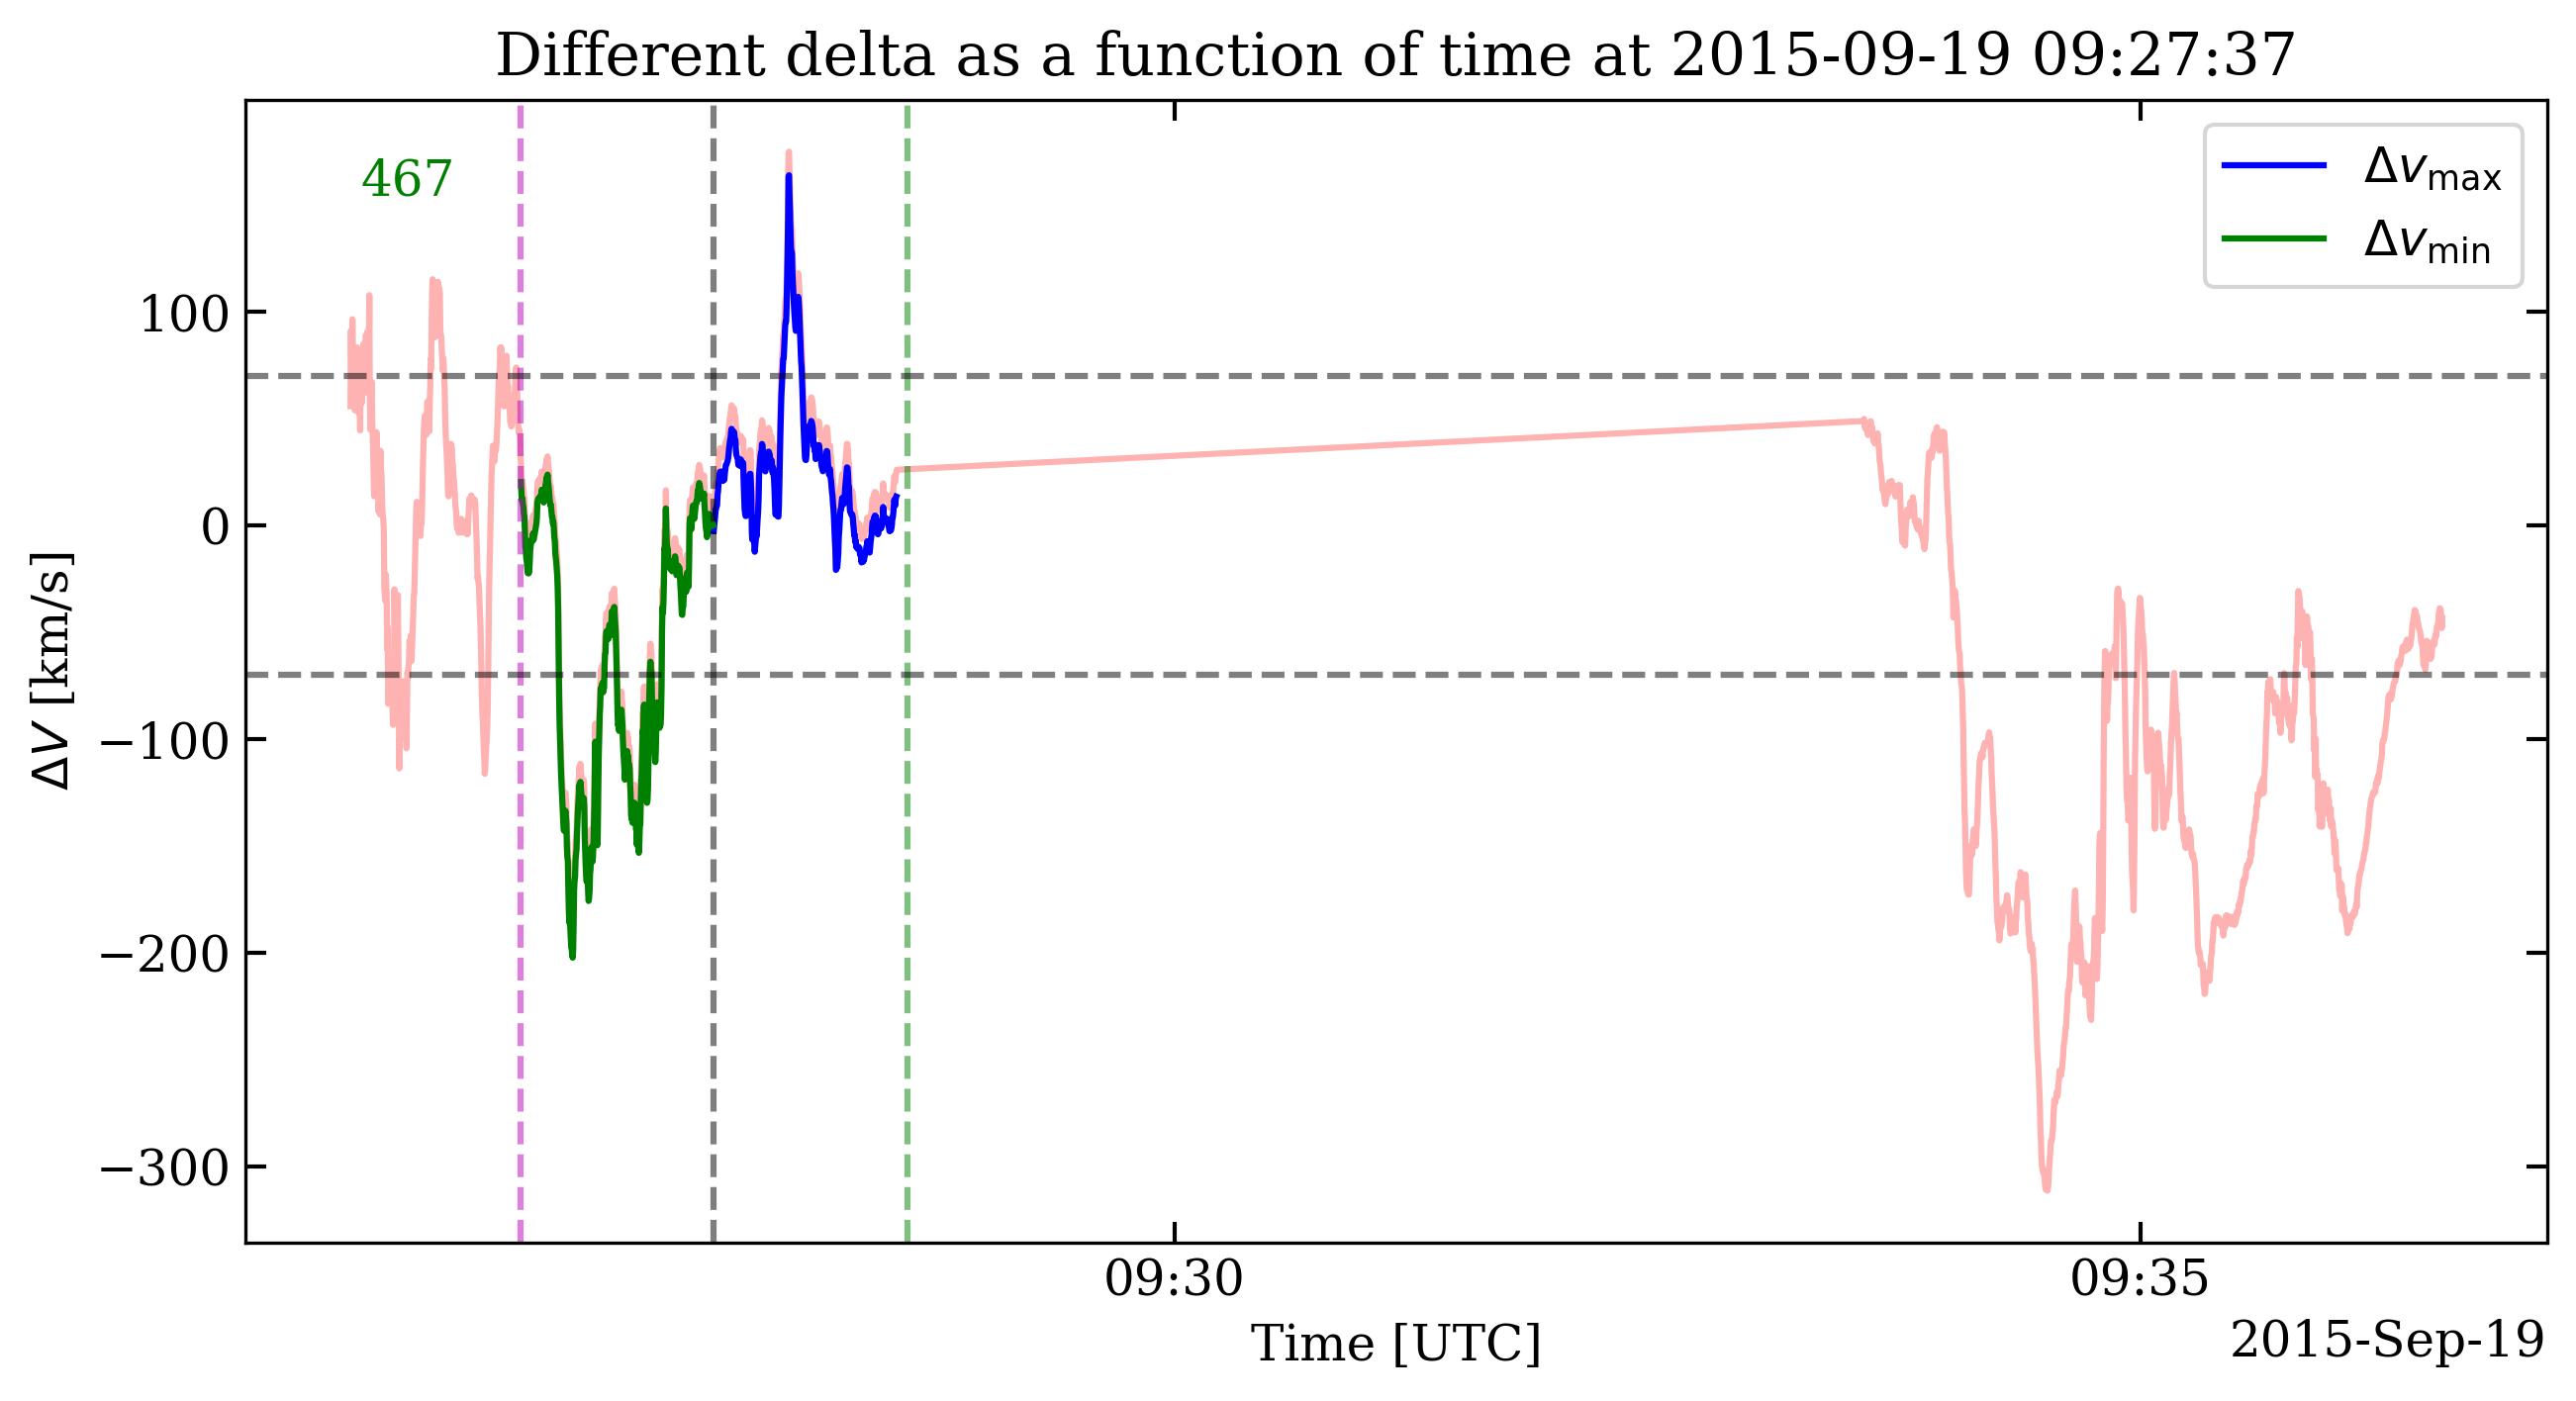 Different delta as a function of time at 2015-09-19 09:27:37
467
Δv_max
Δv_min
100
0
−100
−200
−300
ΔV [km/s]
09:30
09:35
Time [UTC]
2015-Sep-19